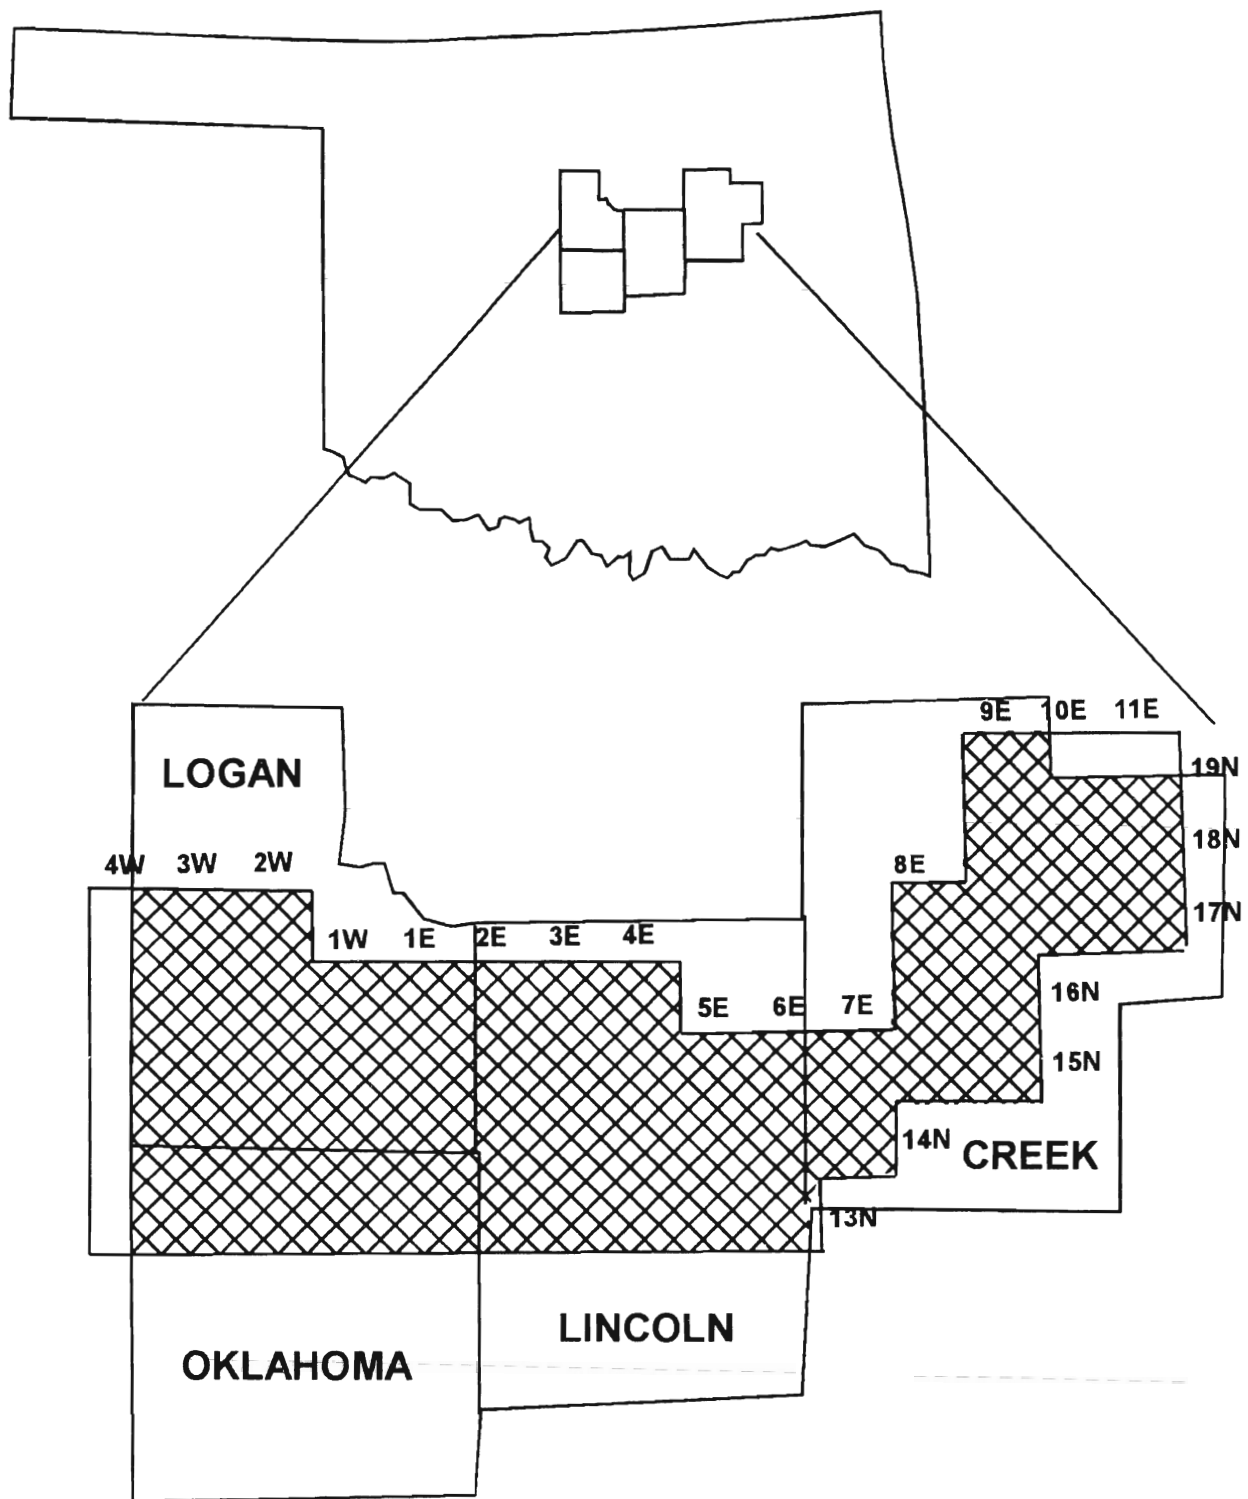 9E 10E 11E
19N
LOGAN
18N
4W 3W 2W
8E
17N
1W 1E 2E 3E 4E
16N
5E 6E 7E
15N
14N
CREEK
13N
LINCOLN
OKLAHOMA